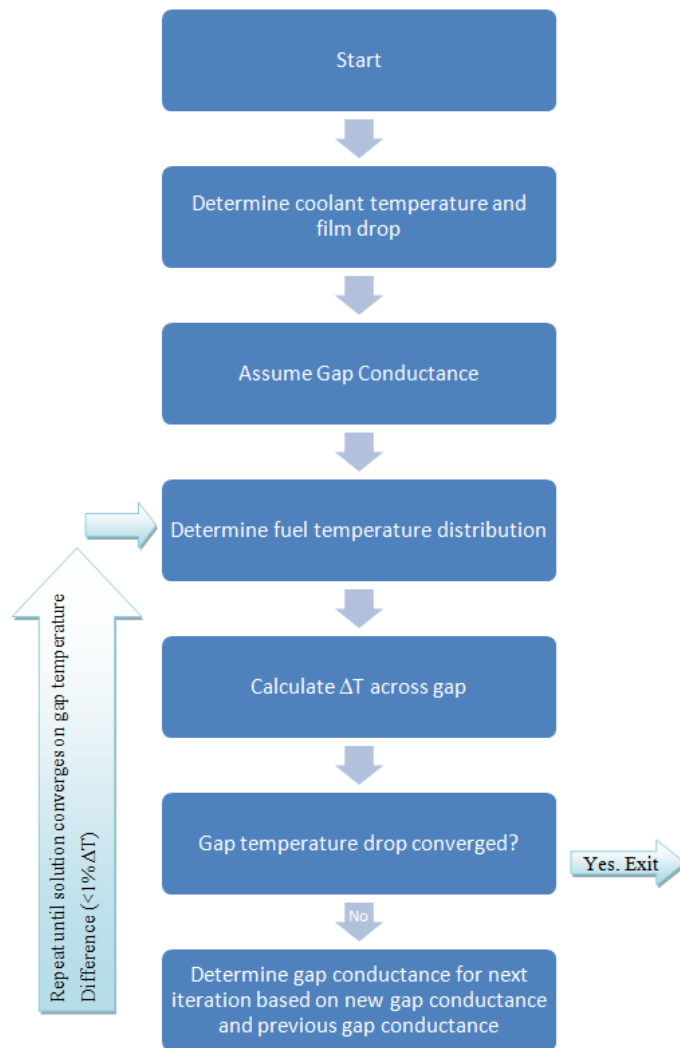 Start
Determine coolant temperature and
film drop
Assume Gap Conductance
Determine fuel temperature distribution
Calculate ΔT across gap
Gap temperature drop converged?
Yes. Exit
No
Determine gap conductance for next
iteration based on new gap conductance
and previous gap conductance
Repeat until solution converges on gap temperature
Difference (<1% ΔT)